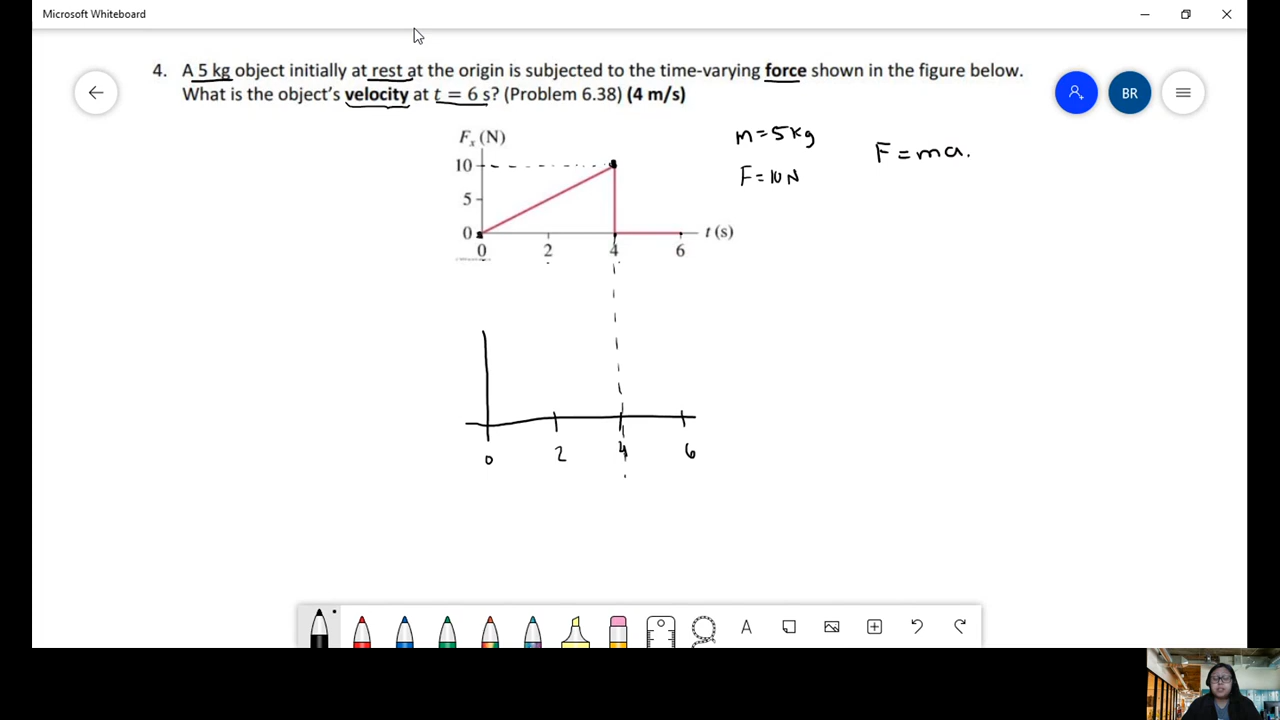 Microsoft Whiteboard
4. A 5 kg object initially at rest at the origin is subjected to the time-varying force shown in the figure below.
What is the object's velocity at t = 6 s? (Problem 6.38) (4 m/s)
BR
Fx (N)
10
5
0
0 2 4 6
t (s)
m = 5 kg
F = 10 N
F = ma.
0 2 4 6
A